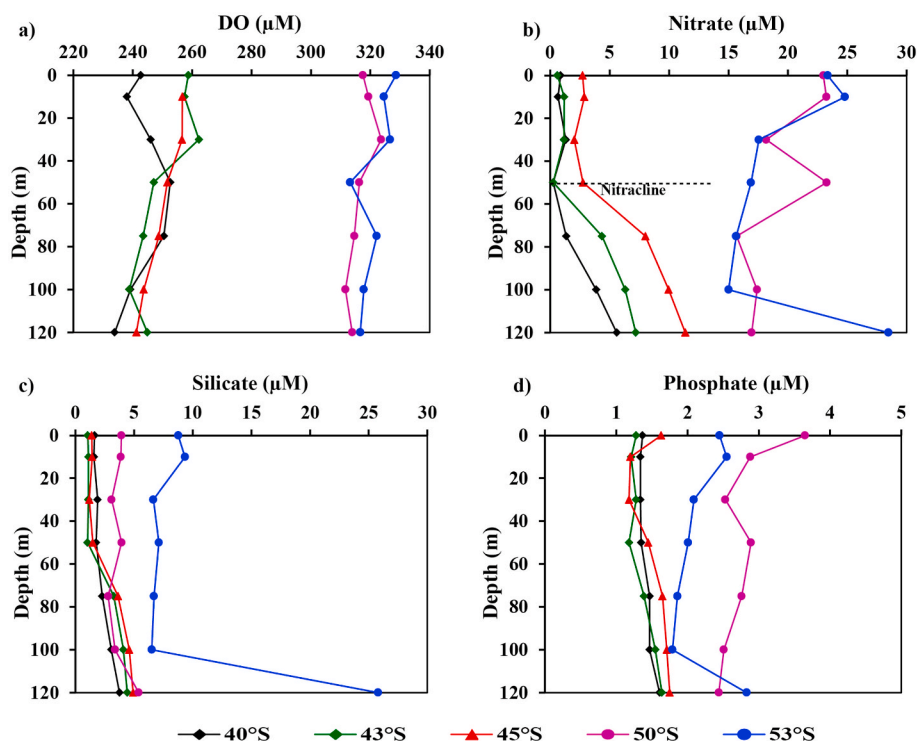 a)
DO (µM)
220 240 260 280 300 320 340
Depth (m)
0
20
40
60
80
100
120
b)
Nitrate (µM)
0 5 10 15 20 25 30
Depth (m)
0
20
40
60
80
100
120
Nitracline
c)
Silicate (µM)
0 5 10 15 20 25 30
Depth (m)
0
20
40
60
80
100
120
d)
Phosphate (µM)
0 1 2 3 4 5
Depth (m)
0
20
40
60
80
100
120
40°S 43°S 45°S 50°S 53°S